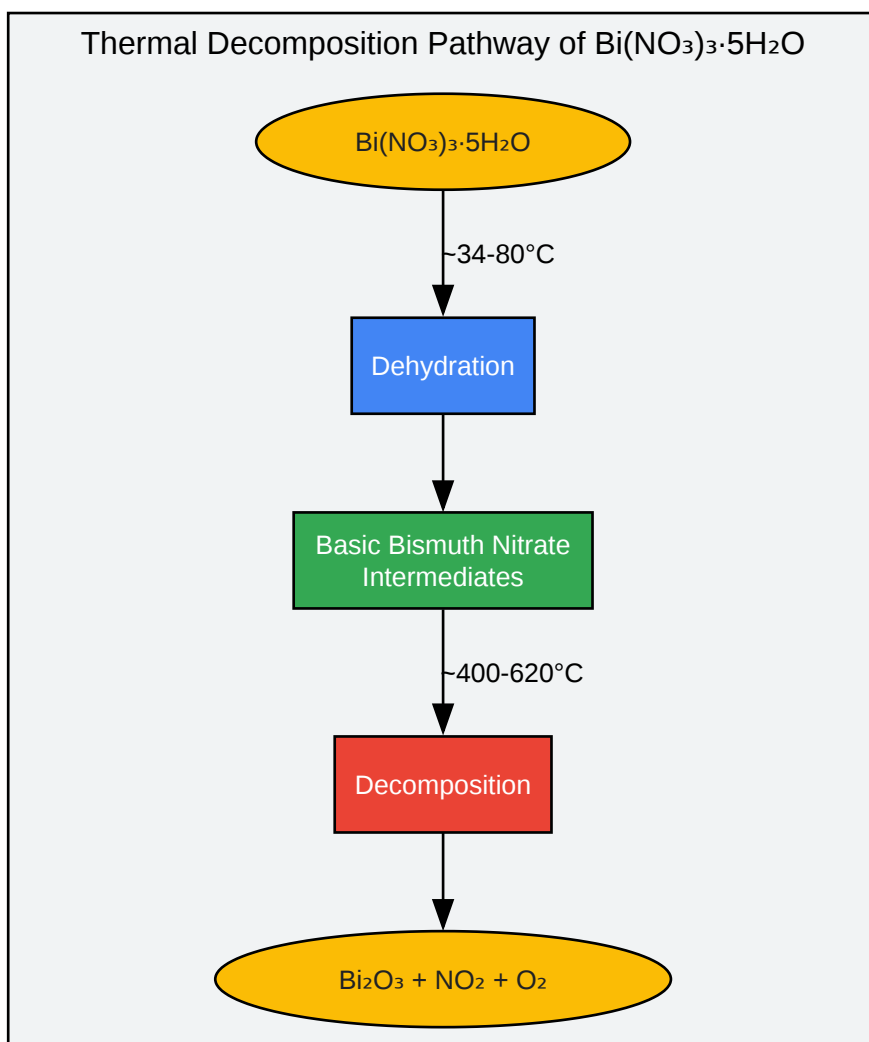 Thermal Decomposition Pathway of Bi(NO₃)₃·5H₂O
Bi(NO₃)₃·5H₂O
~34-80°C
Dehydration
Basic Bismuth Nitrate
Intermediates
~400-620°C
Decomposition
Bi₂O₃ + NO₂ + O₂